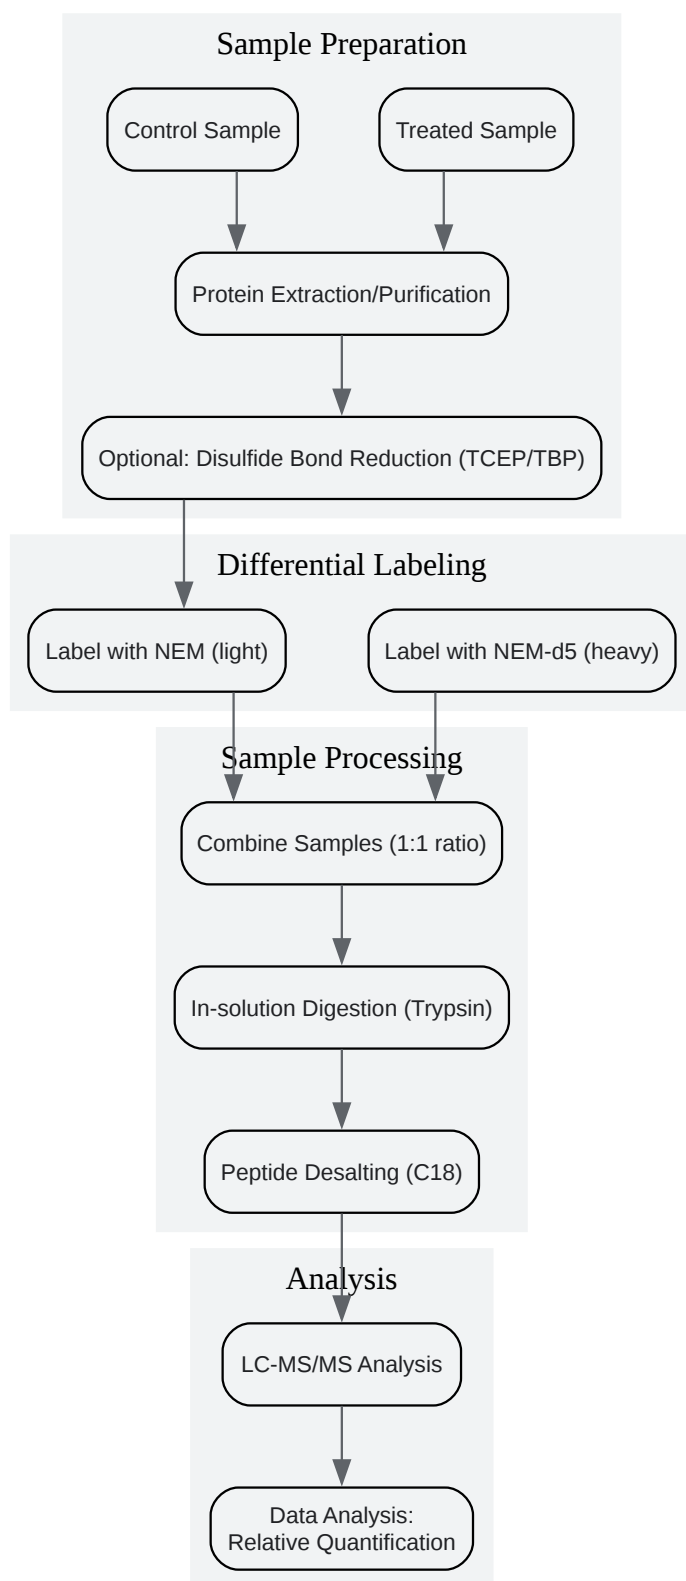 Sample Preparation
Control Sample
Treated Sample
Protein Extraction/Purification
Optional: Disulfide Bond Reduction (TCEP/TBP)
Differential Labeling
Label with NEM (light)
Label with NEM-d5 (heavy)
Sample Processing
Combine Samples (1:1 ratio)
In-solution Digestion (Trypsin)
Peptide Desalting (C18)
Analysis
LC-MS/MS Analysis
Data Analysis:
Relative Quantification